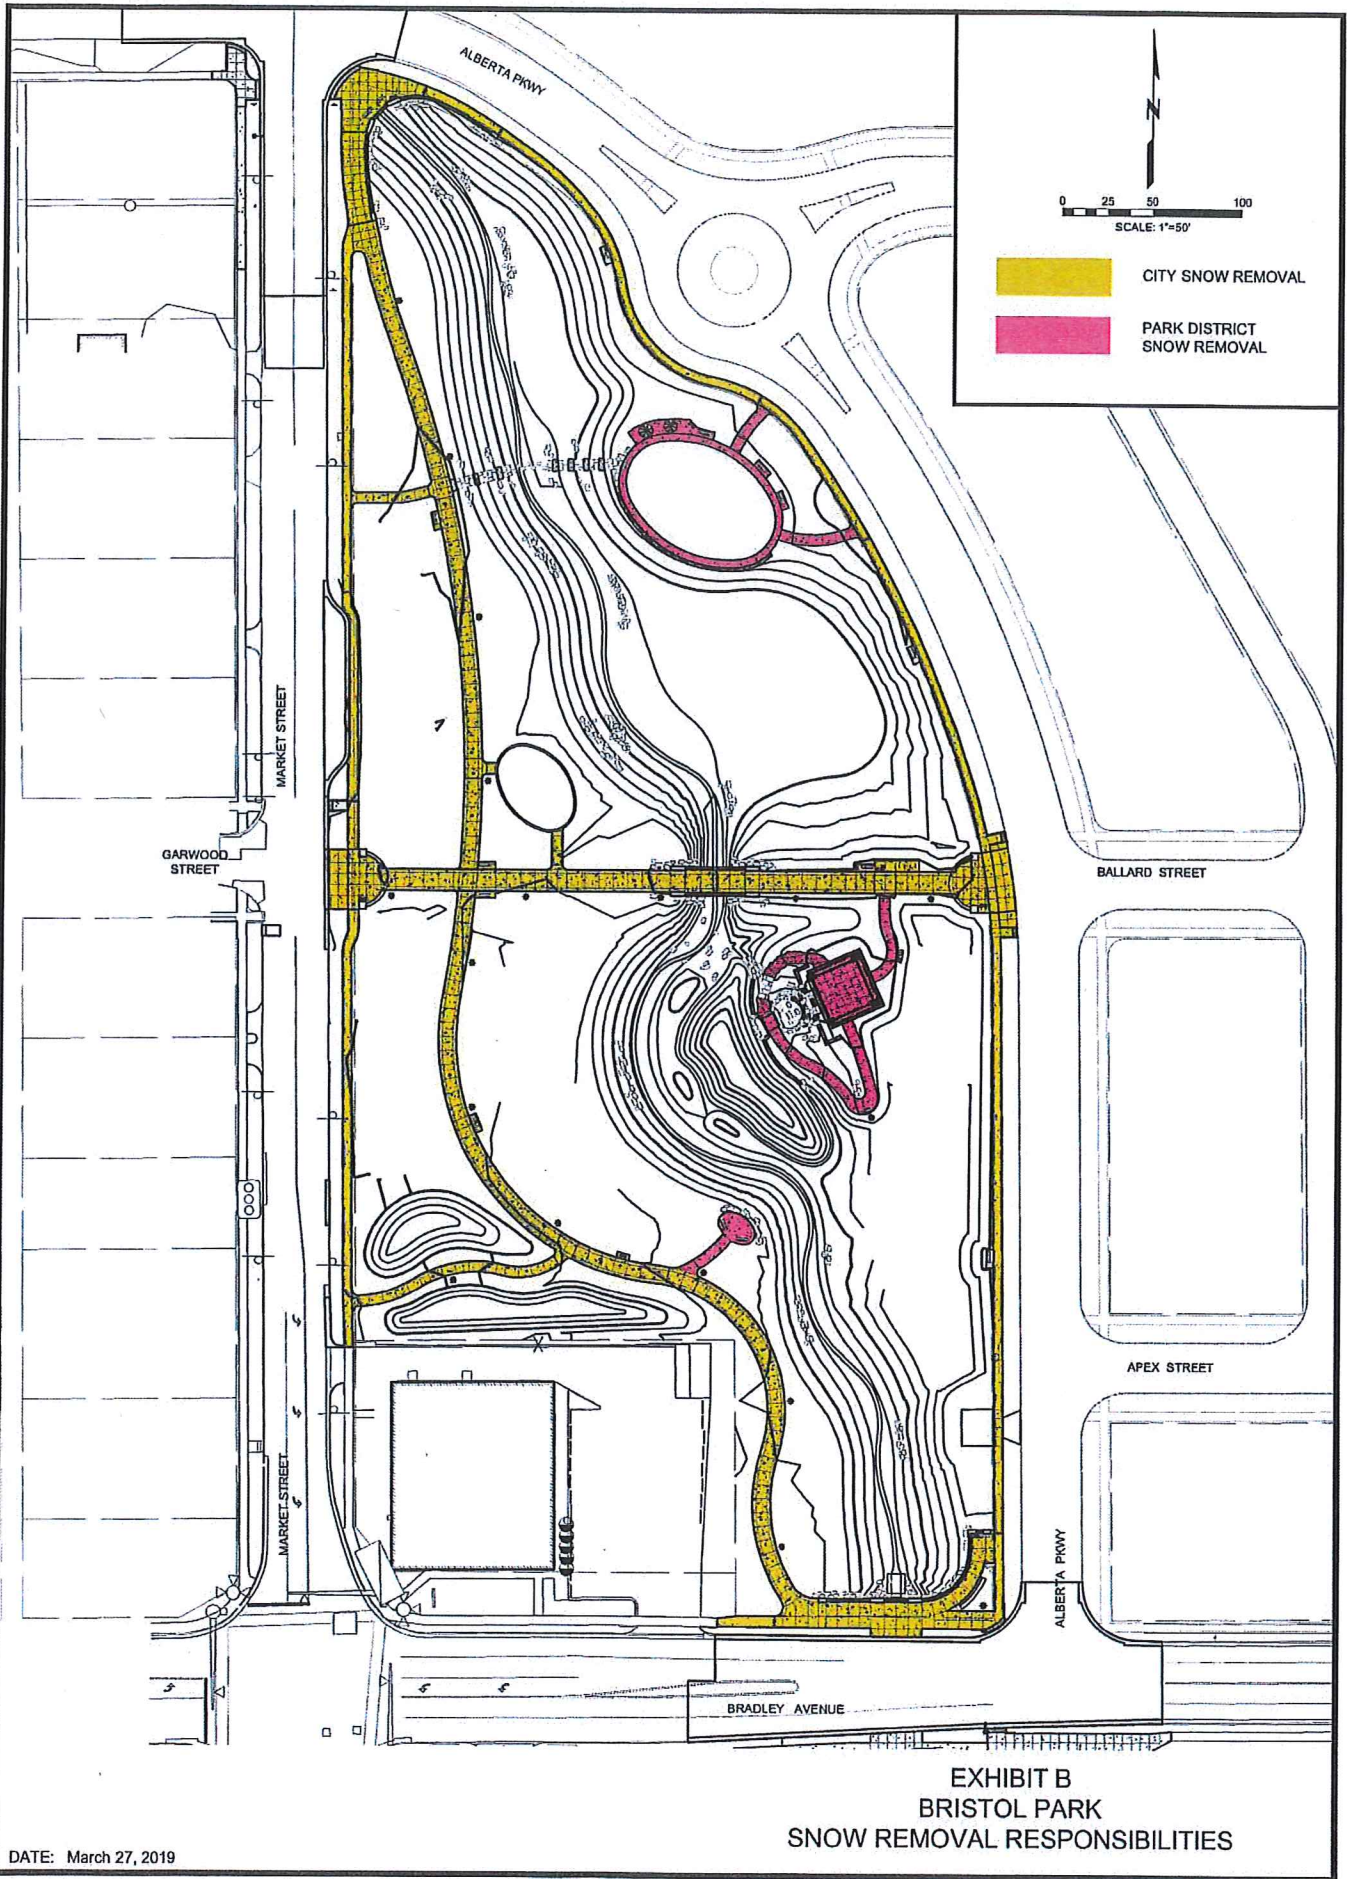 ALBERTA PKWY
N
0 25 50 100
SCALE: 1"=50'
CITY SNOW REMOVAL
PARK DISTRICT
SNOW REMOVAL
MARKET STREET
GARWOOD
STREET
BALLARD STREET
APEX STREET
MARKET STREET
ALBERTA PKWY
BRADLEY AVENUE
EXHIBIT B
BRISTOL PARK
SNOW REMOVAL RESPONSIBILITIES
DATE: March 27, 2019